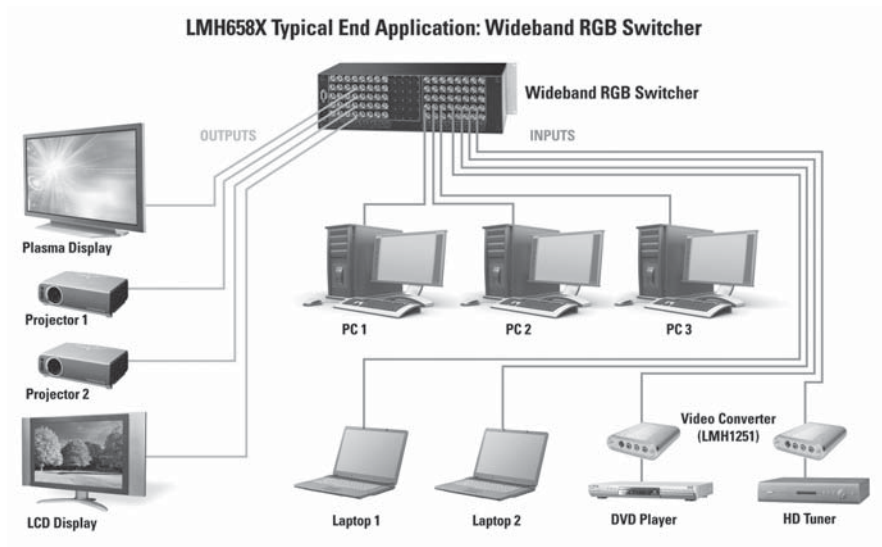 LMH658X Typical End Application: Wideband RGB Switcher
Wideband RGB Switcher
OUTPUTS
INPUTS
Plasma Display
Projector 1
PC 1
PC 2
PC 3
Projector 2
Video Converter
(LMH1251)
LCD Display
Laptop 1
Laptop 2
DVD Player
HD Tuner